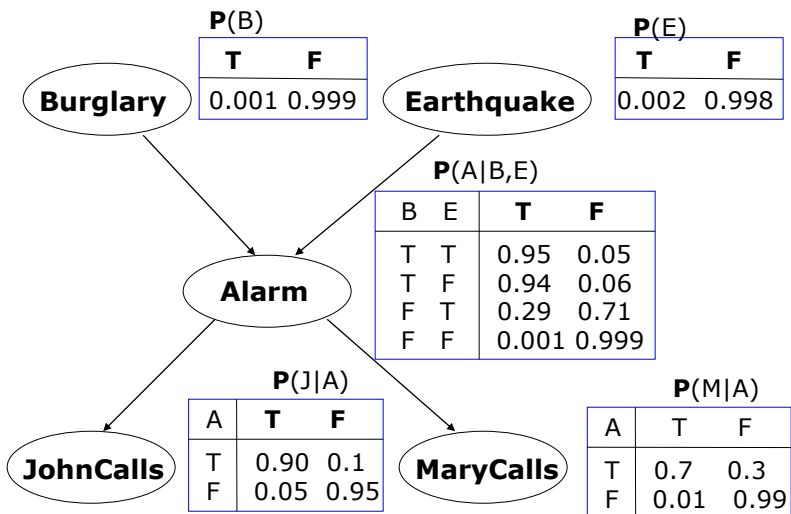 P(B)
T F
0.001 0.999
Burglary
P(E)
T F
0.002 0.998
Earthquake
P(A|B,E)
B E T F
T T 0.95 0.05
T F 0.94 0.06
F T 0.29 0.71
F F 0.001 0.999
Alarm
P(J|A)
A T F
T 0.90 0.1
F 0.05 0.95
JohnCalls
P(M|A)
A T F
T 0.7 0.3
F 0.01 0.99
MaryCalls